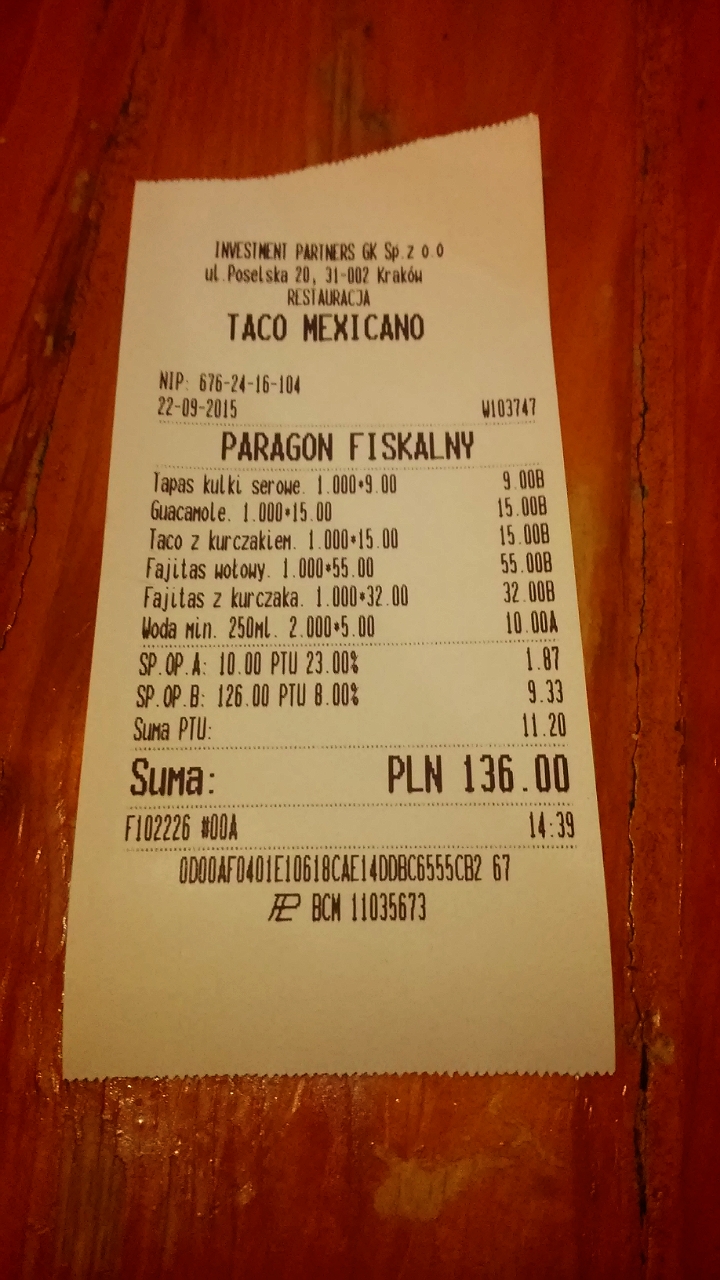 INVESTMENT PARTNERS GK Sp.z o.o
ul.Poselska 20, 31-002 Kraków
RESTAURACJA
TACO MEXICANO
NIP: 676-24-16-104
22-09-2015 W103747
PARAGON FISKALNY
Tapas kulki serowe. 1.000*9.00 9.00B
Guacamole. 1.000*15.00 15.00B
Taco z kurczakiem. 1.000*15.00 15.00B
Fajitas wołowy. 1.000*55.00 55.00B
Fajitas z kurczaka. 1.000*32.00 32.00B
Woda min. 250ml. 2.000*5.00 10.00A
SP.OP.A: 10.00 PTU 23.00% 1.87
SP.OP.B: 126.00 PTU 8.00% 9.33
Suma PTU: 11.20
Suma: PLN 136.00
F102226 #00A 14:39
0D00AF0401E10618CAE14DDBC6555CB2 67
BCM 11035673